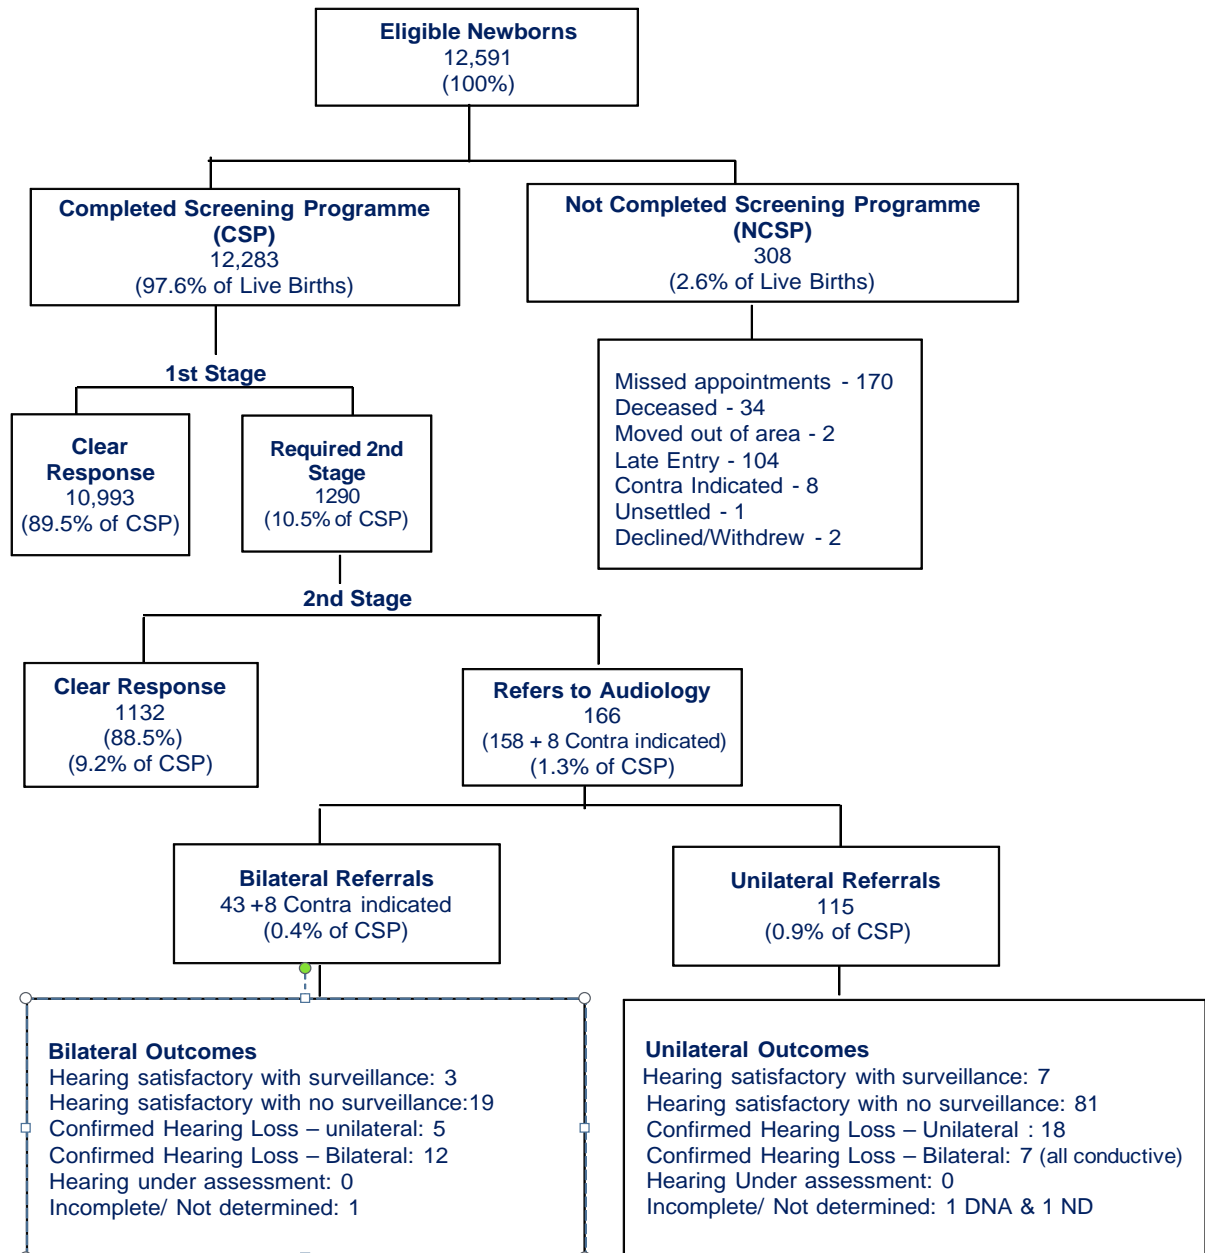 Eligible Newborns
12,591
(100%)
Completed Screening Programme
(CSP)
12,283
(97.6% of Live Births)
Not Completed Screening Programme
(NCSP)
308
(2.6% of Live Births)
Missed appointments - 170
Deceased - 34
Moved out of area - 2
Late Entry - 104
Contra Indicated - 8
Unsettled - 1
Declined/Withdrew - 2
1st Stage
Clear
Response
10,993
(89.5% of CSP)
Required 2nd
Stage
1290
(10.5% of CSP)
2nd Stage
Clear Response
1132
(88.5%)
(9.2% of CSP)
Refers to Audiology
166
(158 + 8 Contra indicated)
(1.3% of CSP)
Bilateral Referrals
43 +8 Contra indicated
(0.4% of CSP)
Unilateral Referrals
115
(0.9% of CSP)
Bilateral Outcomes
Hearing satisfactory with surveillance: 3
Hearing satisfactory with no surveillance:19
Confirmed Hearing Loss – unilateral: 5
Confirmed Hearing Loss – Bilateral: 12
Hearing under assessment: 0
Incomplete/ Not determined: 1
Unilateral Outcomes
Hearing satisfactory with surveillance: 7
Hearing satisfactory with no surveillance: 81
Confirmed Hearing Loss – Unilateral : 18
Confirmed Hearing Loss – Bilateral: 7 (all conductive)
Hearing Under assessment: 0
Incomplete/ Not determined: 1 DNA & 1 ND